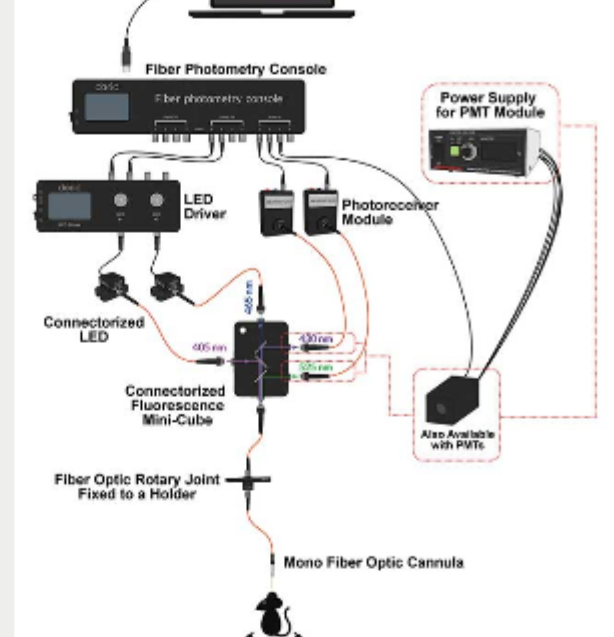 Fiber Photometry Console
doric
Fiber photometry console
Power Supply
for PMT Module
doric
LED
Driver
Photoreceiver
Module
465 nm
Connectorized
LED
405 nm
430 nm
525 nm
Connectorized
Fluorescence
Mini-Cube
Also Available
with PMTs
Fiber Optic Rotary Joint
Fixed to a Holder
Mono Fiber Optic Cannula